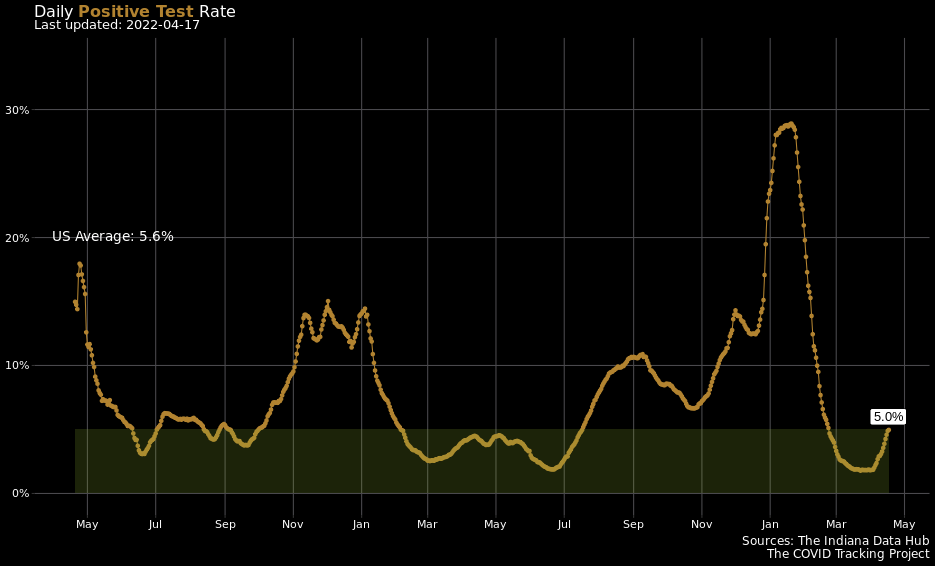 Daily Positive Test Rate
Last updated: 2022-04-17
30%
US Average: 5.6%
20%
10%
5.0%
0%
May Jul Sep Nov Jan Mar May Jul Sep Nov Jan Mar May
Sources: The Indiana Data Hub
The COVID Tracking Project